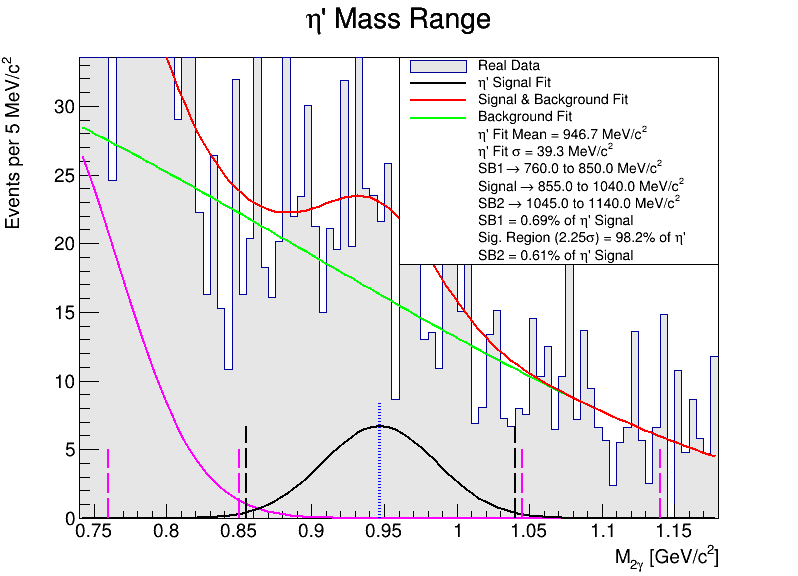 η' Mass Range
Events per 5 MeV/c²
Real Data
η' Signal Fit
Signal & Background Fit
Background Fit
η' Fit Mean = 946.7 MeV/c²
η' Fit σ = 39.3 MeV/c²
SB1 → 760.0 to 850.0 MeV/c²
Signal → 855.0 to 1040.0 MeV/c²
SB2 → 1045.0 to 1140.0 MeV/c²
SB1 = 0.69% of η' Signal
Sig. Region (2.25σ) = 98.2% of η'
SB2 = 0.61% of η' Signal
30
25
20
15
10
5
0
0.75 0.8 0.85 0.9 0.95 1 1.05 1.1 1.15
M₂γ [GeV/c²]